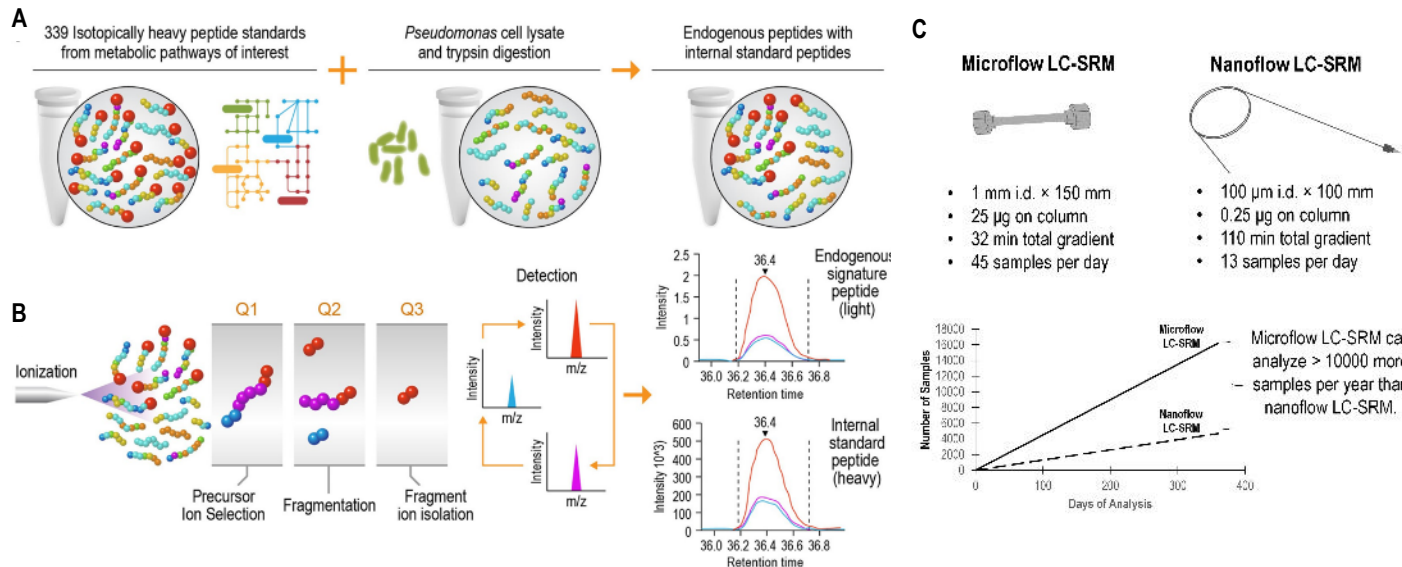 A
339 Isotopically heavy peptide standards
from metabolic pathways of interest
Pseudomonas cell lysate
and trypsin digestion
Endogenous peptides with
internal standard peptides
B
Ionization
Q1
Q2
Q3
Precursor
Ion Selection
Fragmentation
Fragment
ion isolation
Detection
Intensity
m/z
Intensity
m/z
Intensity
m/z
36.4
Endogenous
signature
peptide
(light)
Intensity
2.5
2
1.5
1
0.5
0
36.0 36.2 36.4 36.6 36.8
Retention time
36.4
Internal
standard
peptide
(heavy)
Intensity 10^3)
600
500
400
300
200
100
0
36.0 36.2 36.4 36.6 36.8
Retention time
C
Microflow LC-SRM
• 1 mm i.d. × 150 mm
• 25 µg on column
• 32 min total gradient
• 45 samples per day
Nanoflow LC-SRM
• 100 µm i.d. × 100 mm
• 0.25 µg on column
• 110 min total gradient
• 13 samples per day
Number of Samples
18000
16000
14000
12000
10000
8000
6000
4000
2000
0
Microflow
LC-SRM
Nanoflow
LC-SRM
0 100 200 300 400
Days of Analysis
Microflow LC-SRM ca
analyze > 10000 more
samples per year than
nanoflow LC-SRM.